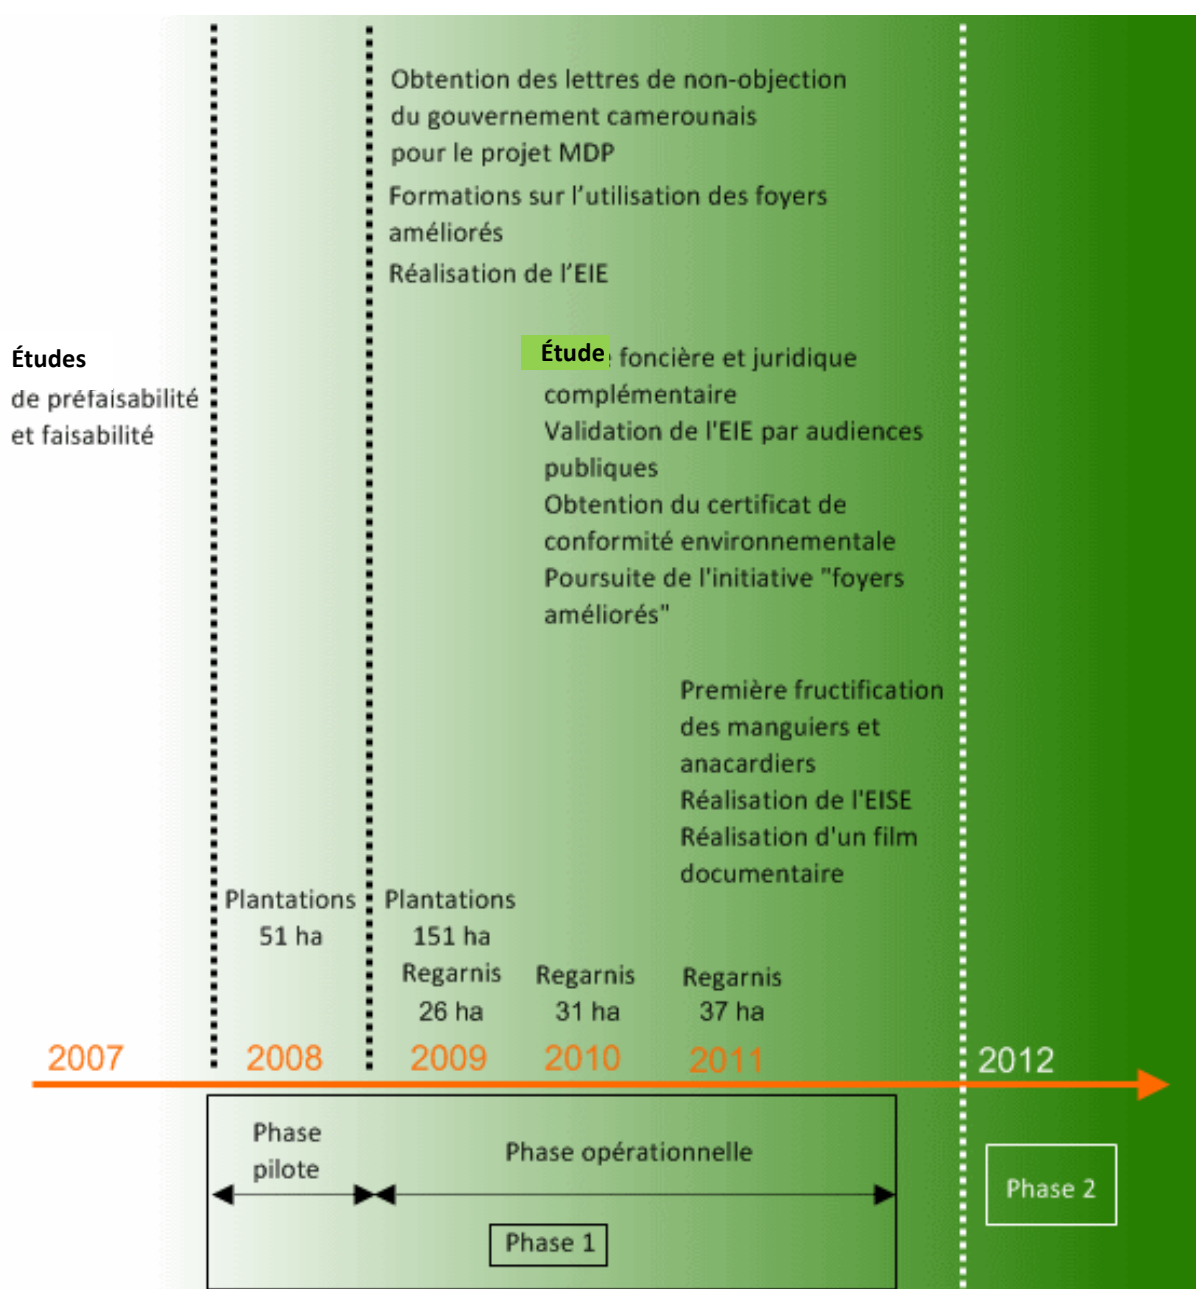 Obtention des lettres de non-objection
du gouvernement camerounais
pour le projet MDP
Formations sur l’utilisation des foyers
améliorés
Réalisation de l’EIE
Études
de préfaisabilité
et faisabilité
Étude foncière et juridique
complémentaire
Validation de l'EIE par audiences
publiques
Obtention du certificat de
conformité environnementale
Poursuite de l'initiative "foyers
améliorés"
Première fructification
des manguiers et
anacardiers
Réalisation de l'EISE
Réalisation d'un film
documentaire
Plantations
51 ha
Plantations
151 ha
Regarnis
26 ha
Regarnis
31 ha
Regarnis
37 ha
2007
2008
2009
2010
2011
2012
Phase
pilote
Phase opérationnelle
Phase 1
Phase 2